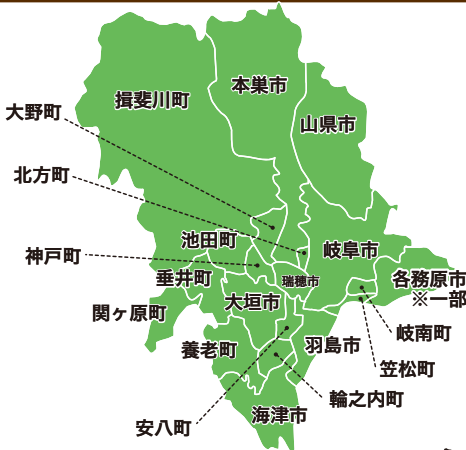 本巣市
揖斐川町
大野町
山県市
北方町
池田町
岐阜市
神戸町
垂井町
瑞穂市
各務原市
※一部
大垣市
関ヶ原町
岐南町
羽島市
養老町
笠松町
輪之内町
海津市
安八町